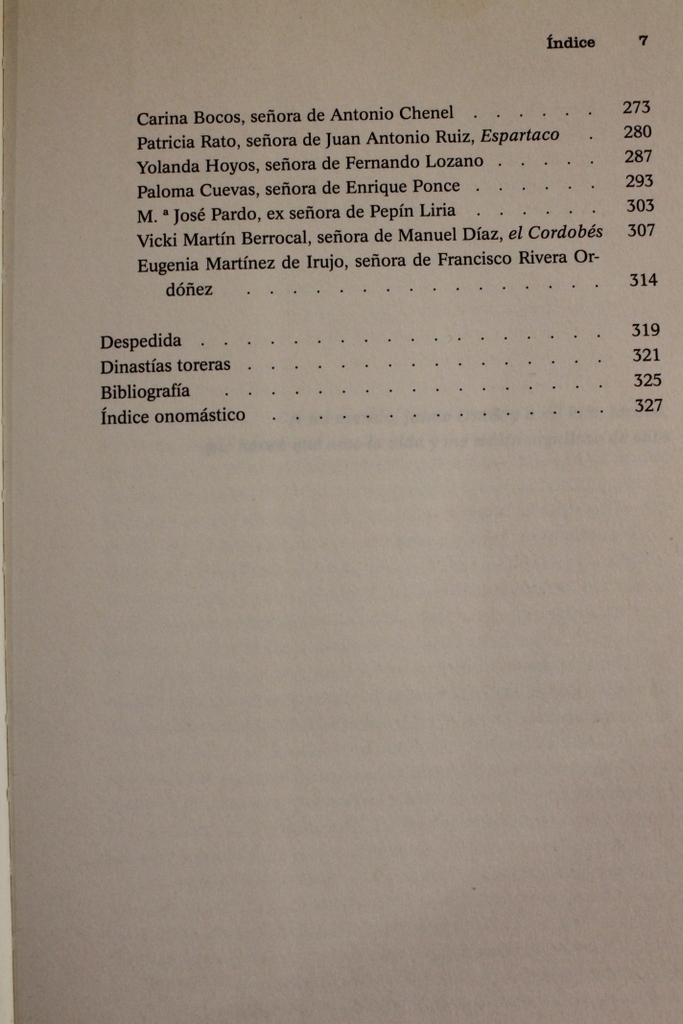 Índice 7
Carina Bocos, señora de Antonio Chenel . . . . . . 273
Patricia Rato, señora de Juan Antonio Ruiz, Espartaco . 280
Yolanda Hoyos, señora de Fernando Lozano . . . . . 287
Paloma Cuevas, señora de Enrique Ponce . . . . . . 293
M. ª José Pardo, ex señora de Pepín Liria . . . . . . 303
Vicki Martín Berrocal, señora de Manuel Díaz, el Cordobés 307
Eugenia Martínez de Irujo, señora de Francisco Rivera Or-
dóñez . . . . . . . . . . . . . 314
Despedida . . . . . . . . . . . . . . . 319
Dinastías toreras . . . . . . . . . . . . . 321
Bibliografía . . . . . . . . . . . . . . 325
Índice onomástico . . . . . . . . . . . . 327